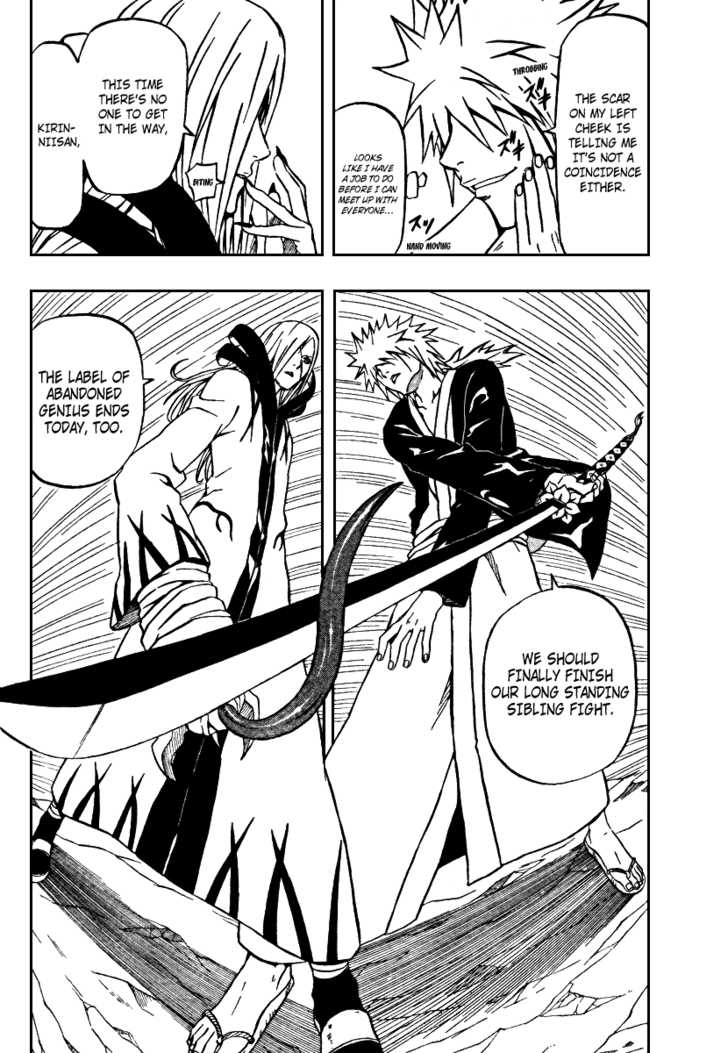 THE SCAR
ON MY LEFT
CHEEK IS
TELLING ME
IT'S NOT A
COINCIDENCE
EITHER.
THROBBING
LOOKS
LIKE I HAVE
A JOB TO DO
BEFORE I CAN
MEET UP WITH
EVERYONE...
HAND MOVING
ズッ
THIS TIME
THERE'S NO
ONE TO GET
IN THE WAY,
KIRIN-
NIISAN,
BITING
WE SHOULD
FINALLY FINISH
OUR LONG STANDING
SIBLING FIGHT.
THE LABEL OF
ABANDONED
GENIUS ENDS
TODAY, TOO.